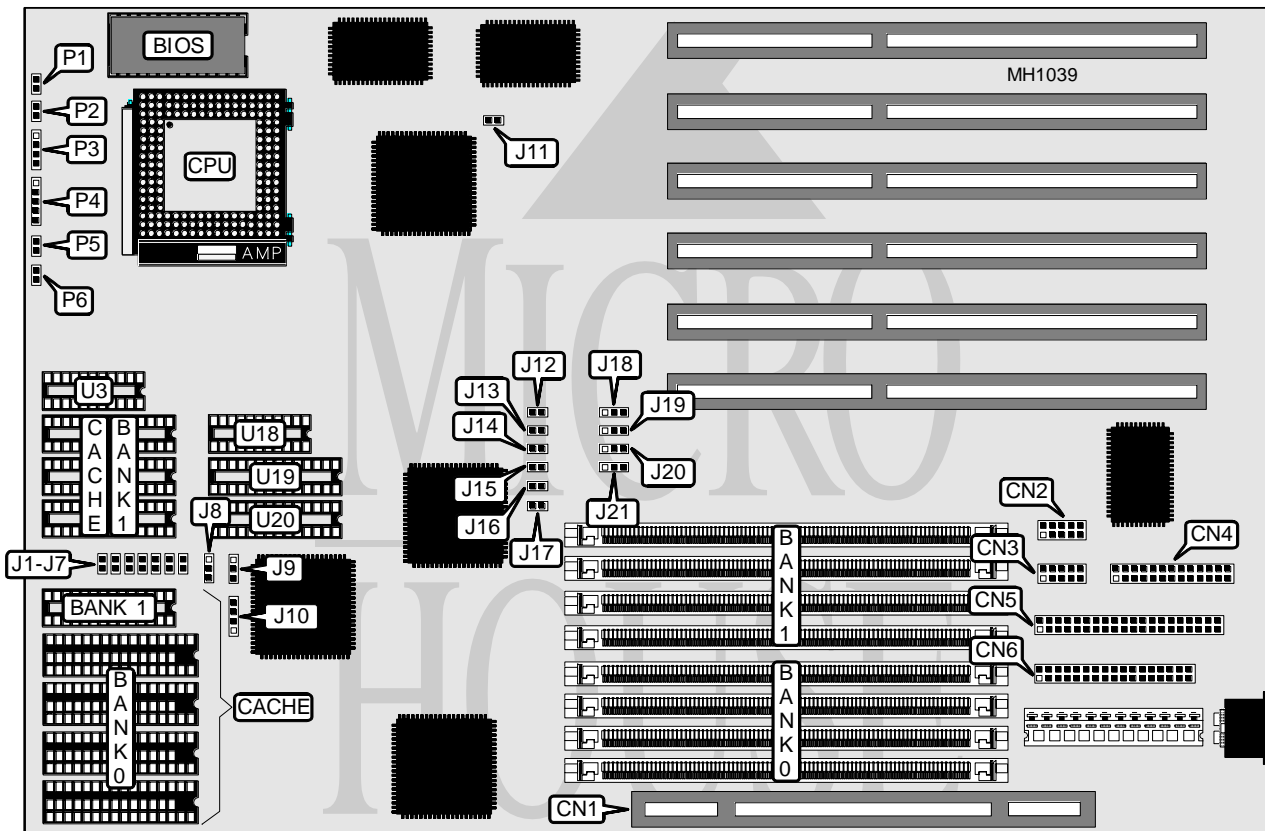 BIOS
P1
P2
P3
P4
P5
P6
CPU
AMP
J11
MH1039
MICRO
HOUSE
U3
CACHE
BANK 1
U18
U19
U20
J8
J1-J7
J9
J10
BANK 1
BANK 0
CACHE
J12
J13
J14
J15
J16
J17
J18
J19
J20
J21
BANK 1
BANK 0
CN1
CN2
CN3
CN4
CN5
CN6